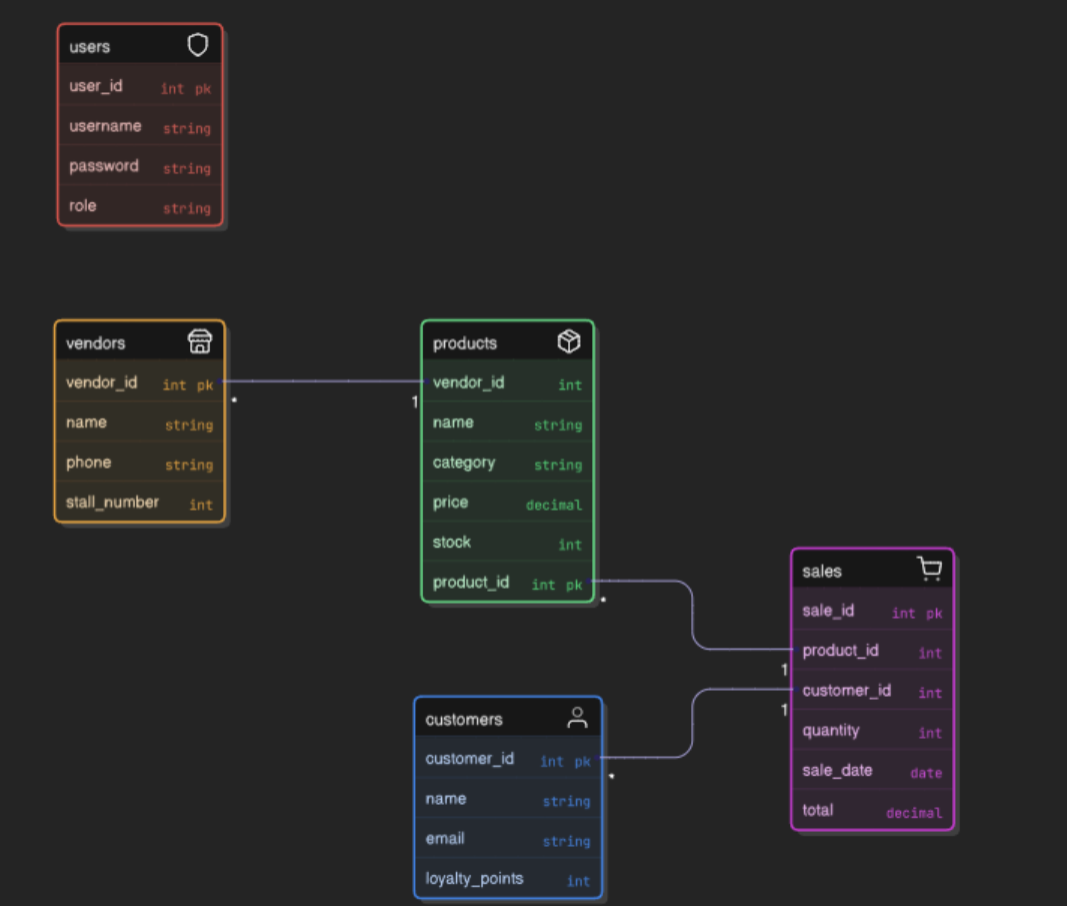 users
user_id int pk
username string
password string
role string
vendors
vendor_id int pk
name string
phone string
stall_number int
* 1
products
vendor_id int
name string
category string
price decimal
stock int
product_id int pk
* 1
sales
sale_id int pk
product_id int
customer_id int
quantity int
sale_date date
total decimal
customers
customer_id int pk
name string
email string
loyalty_points int
* 1